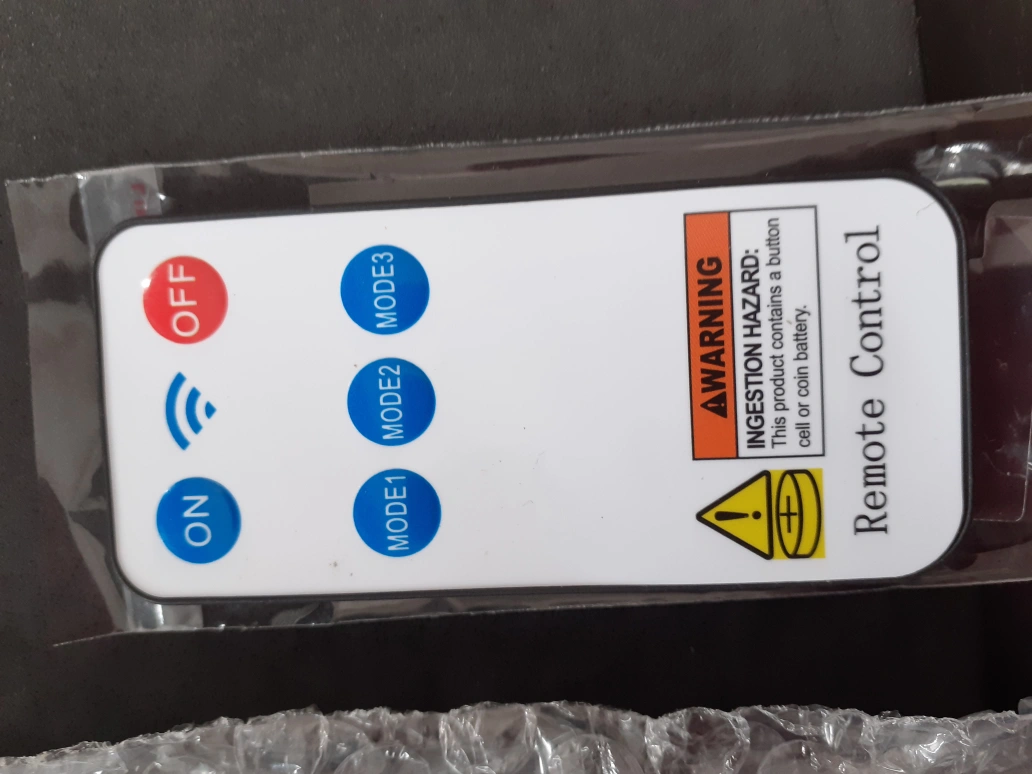 ON OFF
MODE1 MODE2 MODE3
⚠WARNING
INGESTION HAZARD:
This product contains a button
cell or coin battery.
Remote Control